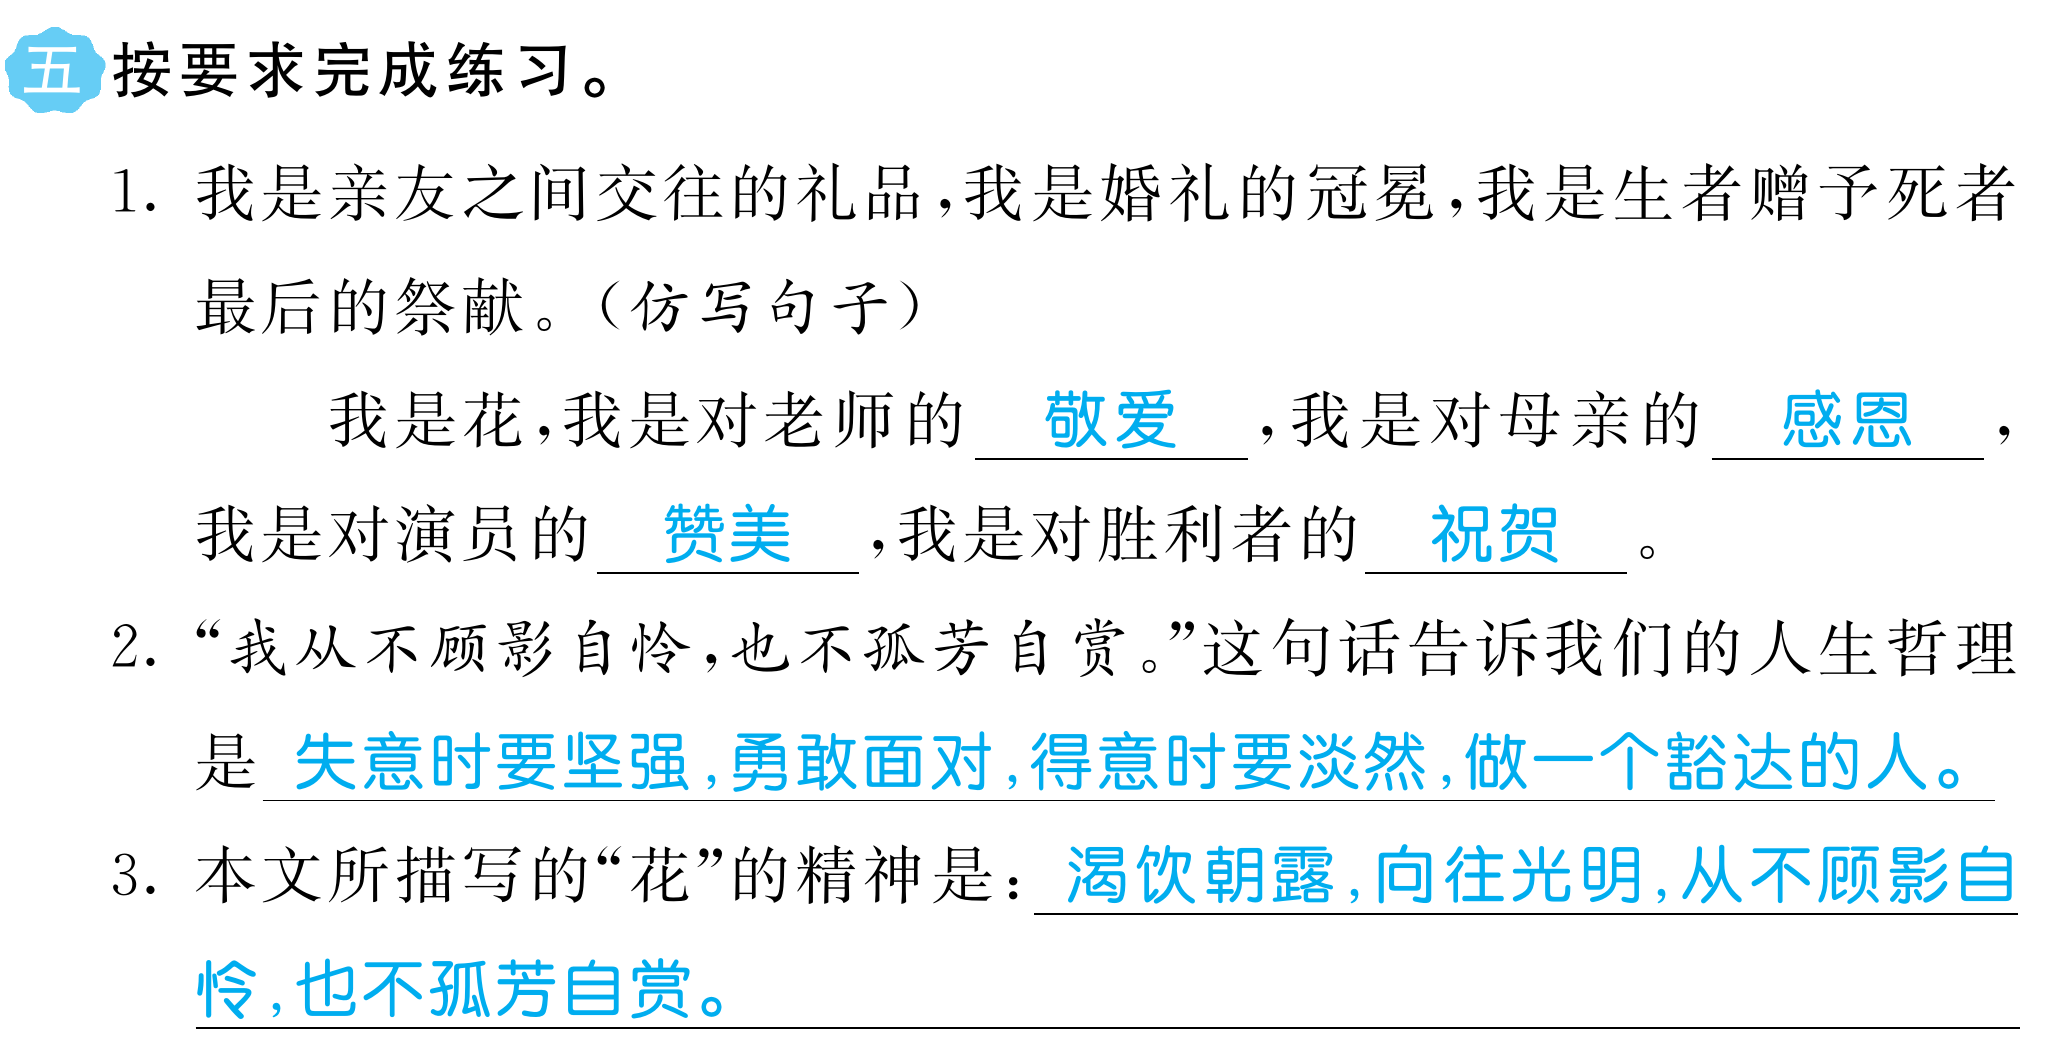 五 按要求完成练习。
1. 我是亲友之间交往的礼品,我是婚礼的冠冕,我是生者赠予死者
最后的祭献。(仿写句子)
我是花,我是对老师的 敬爱 ,我是对母亲的 感恩 ,
我是对演员的 赞美 ,我是对胜利者的 祝贺 。
2. “我从不顾影自怜,也不孤芳自赏。”这句话告诉我们的人生哲理
是 失意时要坚强,勇敢面对,得意时要淡然,做一个豁达的人。
3. 本文所描写的“花”的精神是: 渴饮朝露,向往光明,从不顾影自
怜,也不孤芳自赏。